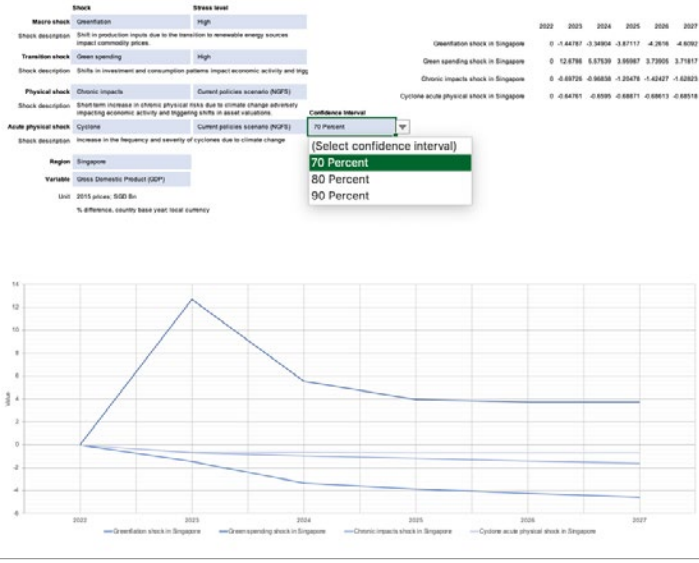 Shock Stress level
Macro shock Greenflation High
Shock description Shift in production inputs due to the transition to renewable energy sources
impact commodity prices.
Transition shock Green spending High
Shock description Shifts in investment and consumption patterns impact economic activity and trigg
Physical shock Chronic impacts Current policies scenario (NGFS)
Shock description Short-term increase in chronic physical risks due to climate change adversely
impacting economic activity and triggering shifts in asset valuations.
Confidence Interval
Acute physical shock Cyclone Current policies scenario (NGFS) 70 Percent
Shock description Increase in the frequency and severity of cyclones due to climate change
(Select confidence interval)
70 Percent
80 Percent
90 Percent
Region Singapore
Variable Gross Domestic Product (GDP)
Unit 2015 prices; SGD Bn
% difference, country base year; local currency
2022 2023 2024 2025 2026 2027
Greenflation shock in Singapore 0 -1.44787 -3.34904 -3.87117 -4.2616
Green spending shock in Singapore 0 12.6786 5.57539 3.95987 3.73905 3.71817
Chronic impacts shock in Singapore 0 -0.69726 -0.96838 -1.20478 -1.42427 -1.62823
Cyclone acute physical shock in Singapore 0 -0.64761 -0.6595 -0.68871 -0.68613 -0.68518
Value
14
12
10
8
6
4
2
0
-2
-4
-6
2022 2023 2024 2025 2026 2027
Greenflation shock in Singapore Green spending shock in Singapore Chronic impacts shock in Singapore Cyclone acute physical shock in Singapore